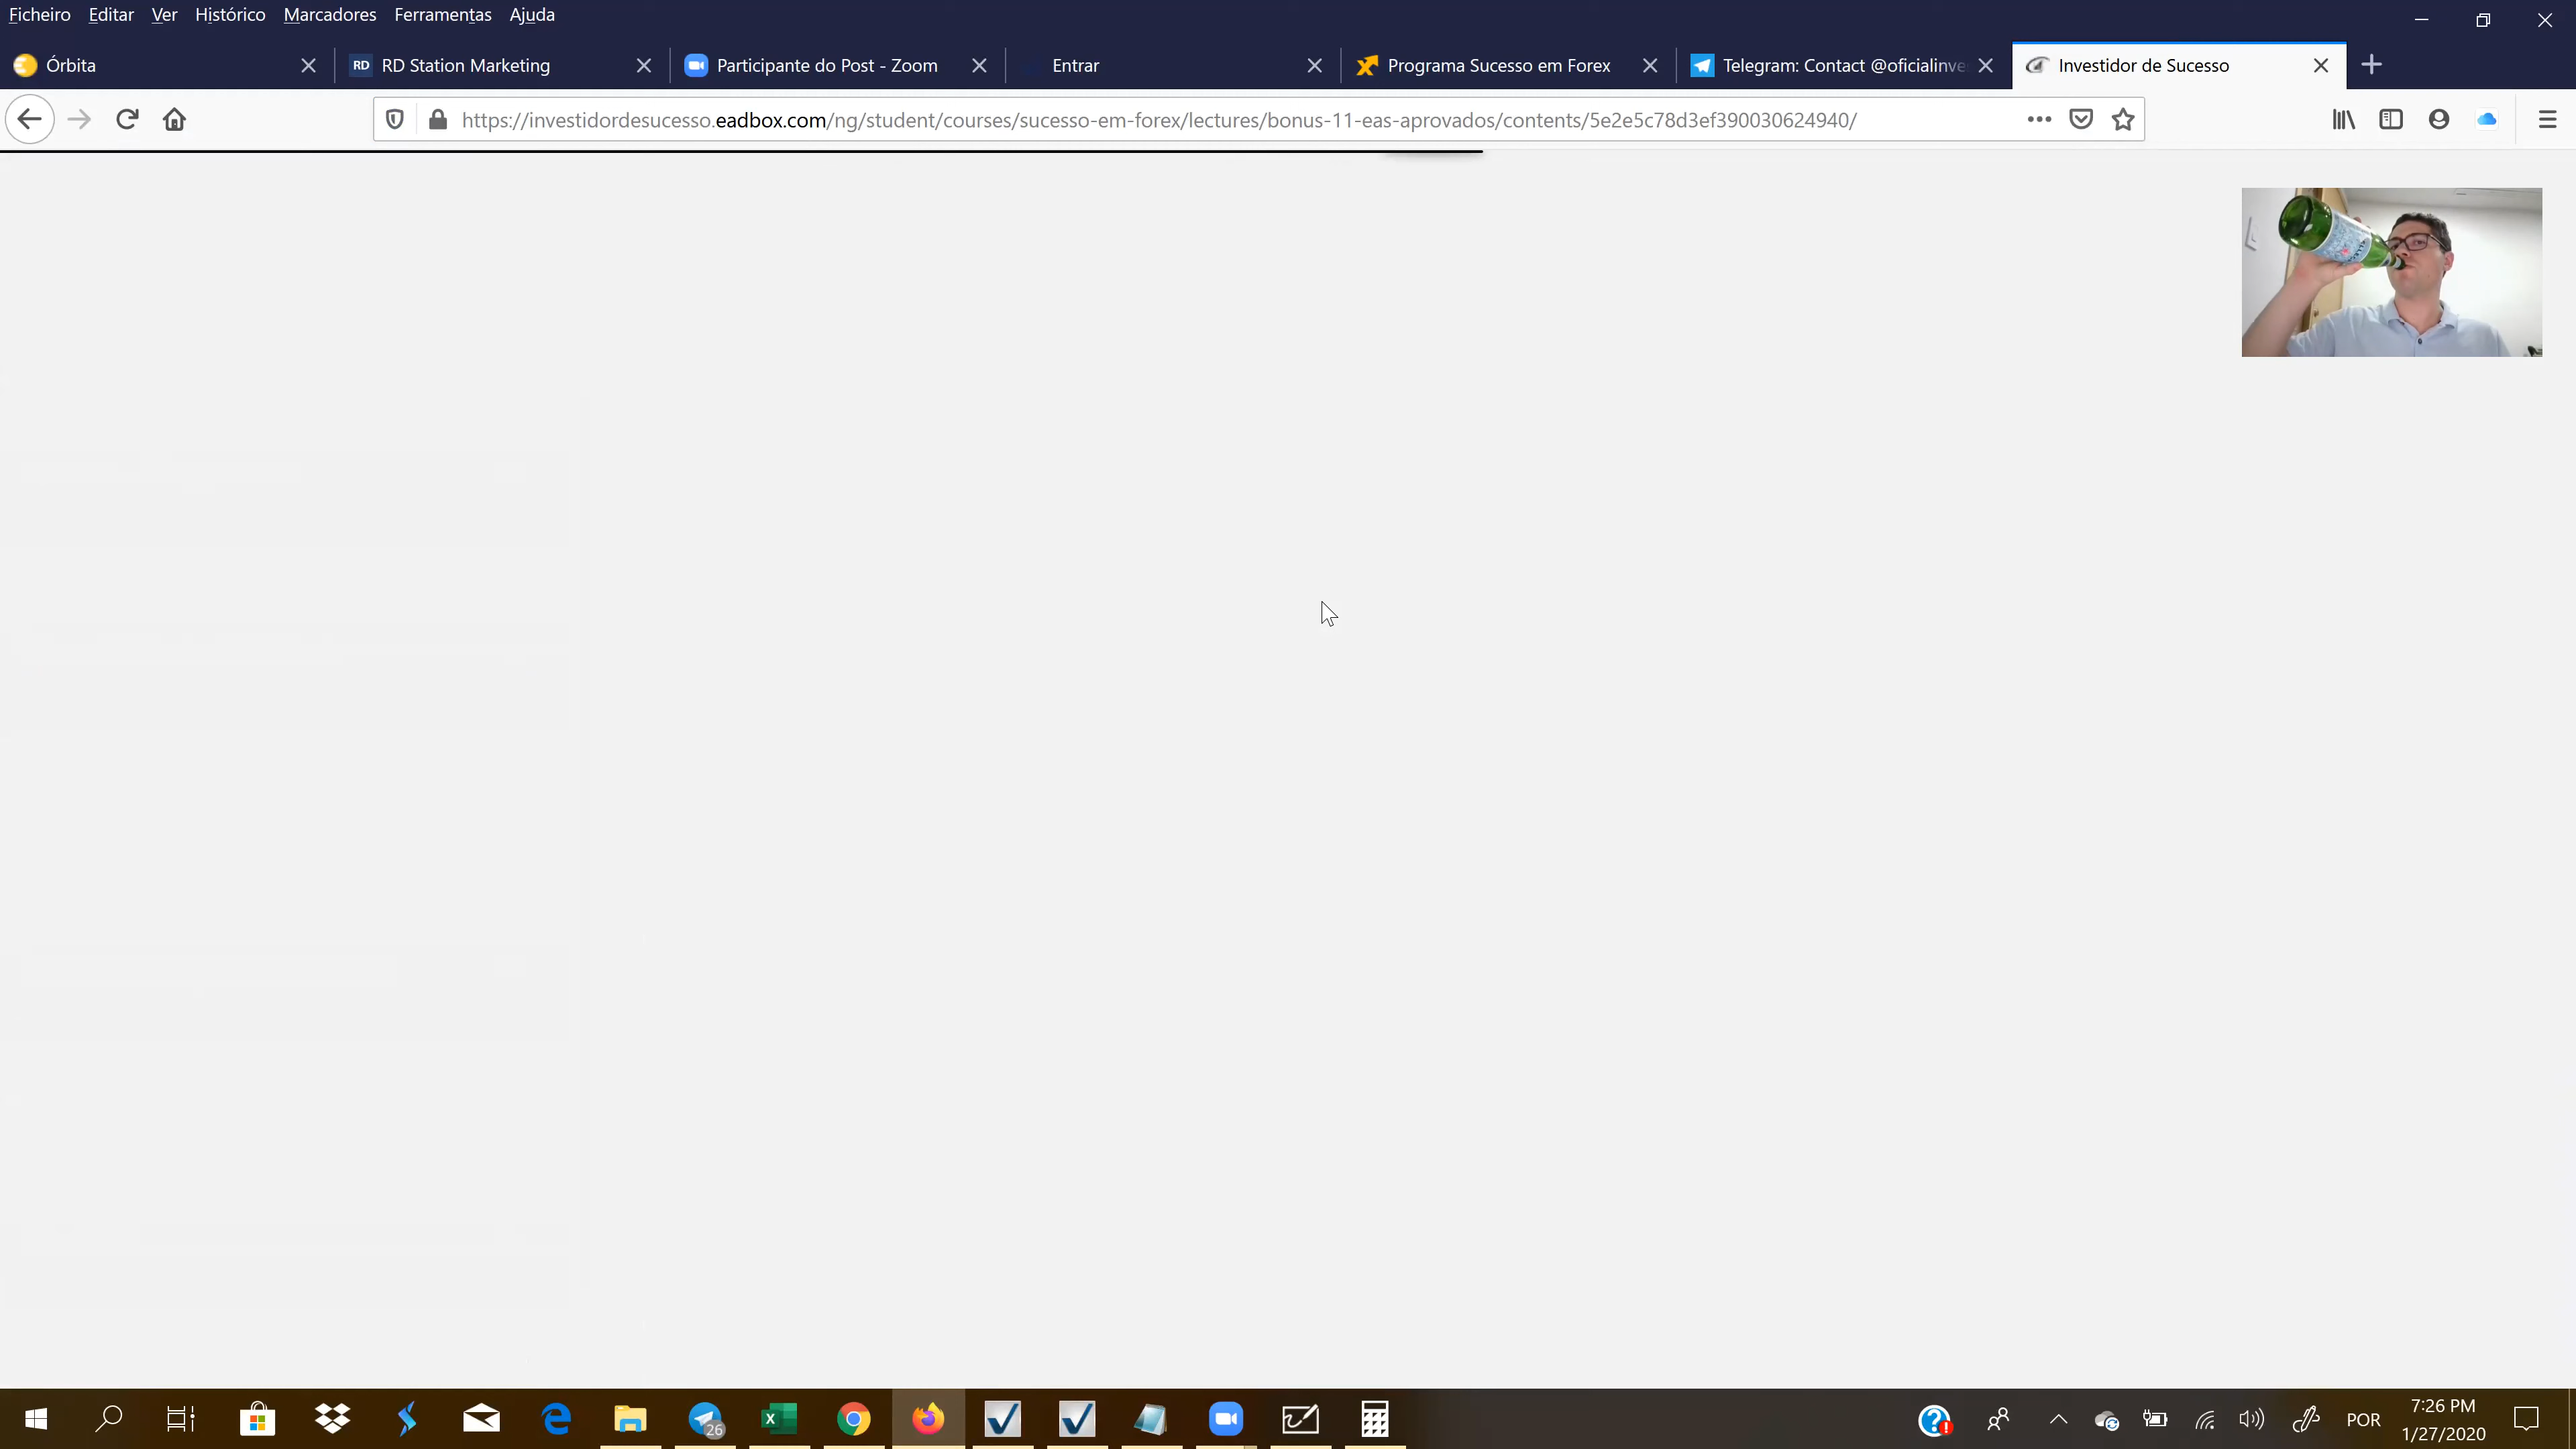 Ficheiro Editar Ver Histórico Marcadores Ferramentas Ajuda
Órbita
RD RD Station Marketing
Participante do Post - Zoom
Entrar
Programa Sucesso em Forex
Telegram: Contact @oficialinve
Investidor de Sucesso
https://investidordesucesso.eadbox.com/ng/student/courses/sucesso-em-forex/lectures/bonus-11-eas-aprovados/contents/5e2e5c78d3ef390030624940/
26
POR
7:26 PM
1/27/2020